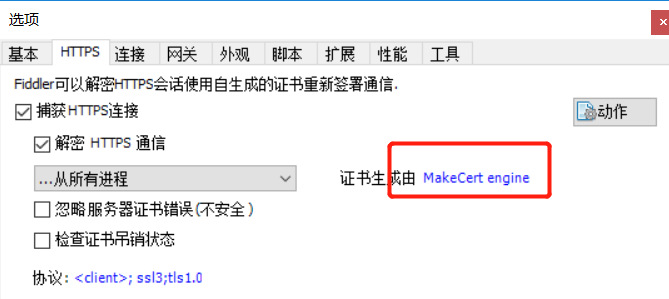 选项
基本 HTTPS 连接 网关 外观 脚本 扩展 性能 工具
Fiddler可以解密HTTPS会话使用自生成的证书重新签署通信.
捕获HTTPS连接 动作
解密 HTTPS 通信
...从所有进程 证书生成由 MakeCert engine
忽略服务器证书错误(不安全)
检查证书吊销状态
协议: <client>; ssl3;tls1.0